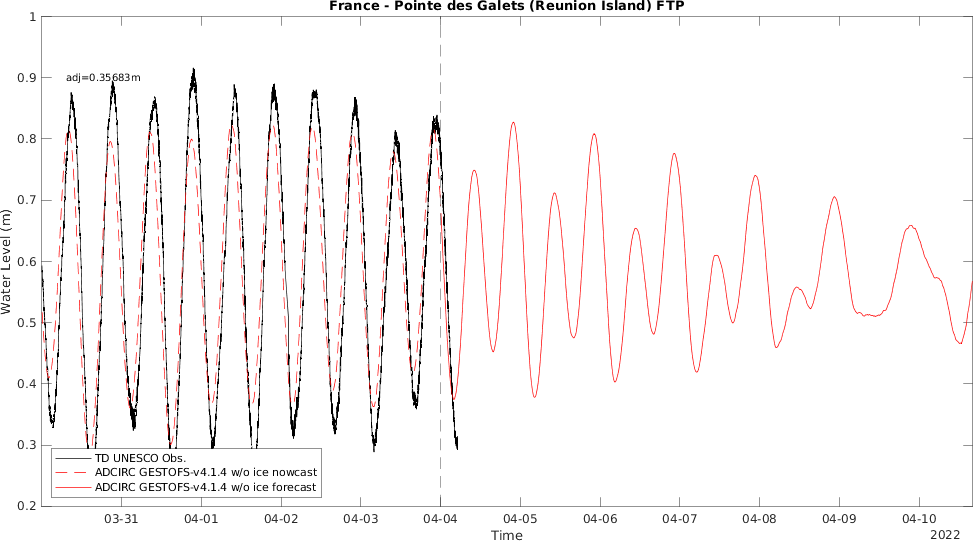 France - Pointe des Galets (Reunion Island) FTP
1
0.9
0.8
0.7
0.6
0.5
0.4
0.3
0.2
Water Level (m)
adj=0.35683m
TD UNESCO Obs.
ADCIRC GESTOFS-v4.1.4 w/o ice nowcast
ADCIRC GESTOFS-v4.1.4 w/o ice forecast
03-31 04-01 04-02 04-03 04-04 04-05 04-06 04-07 04-08 04-09 04-10
Time
2022